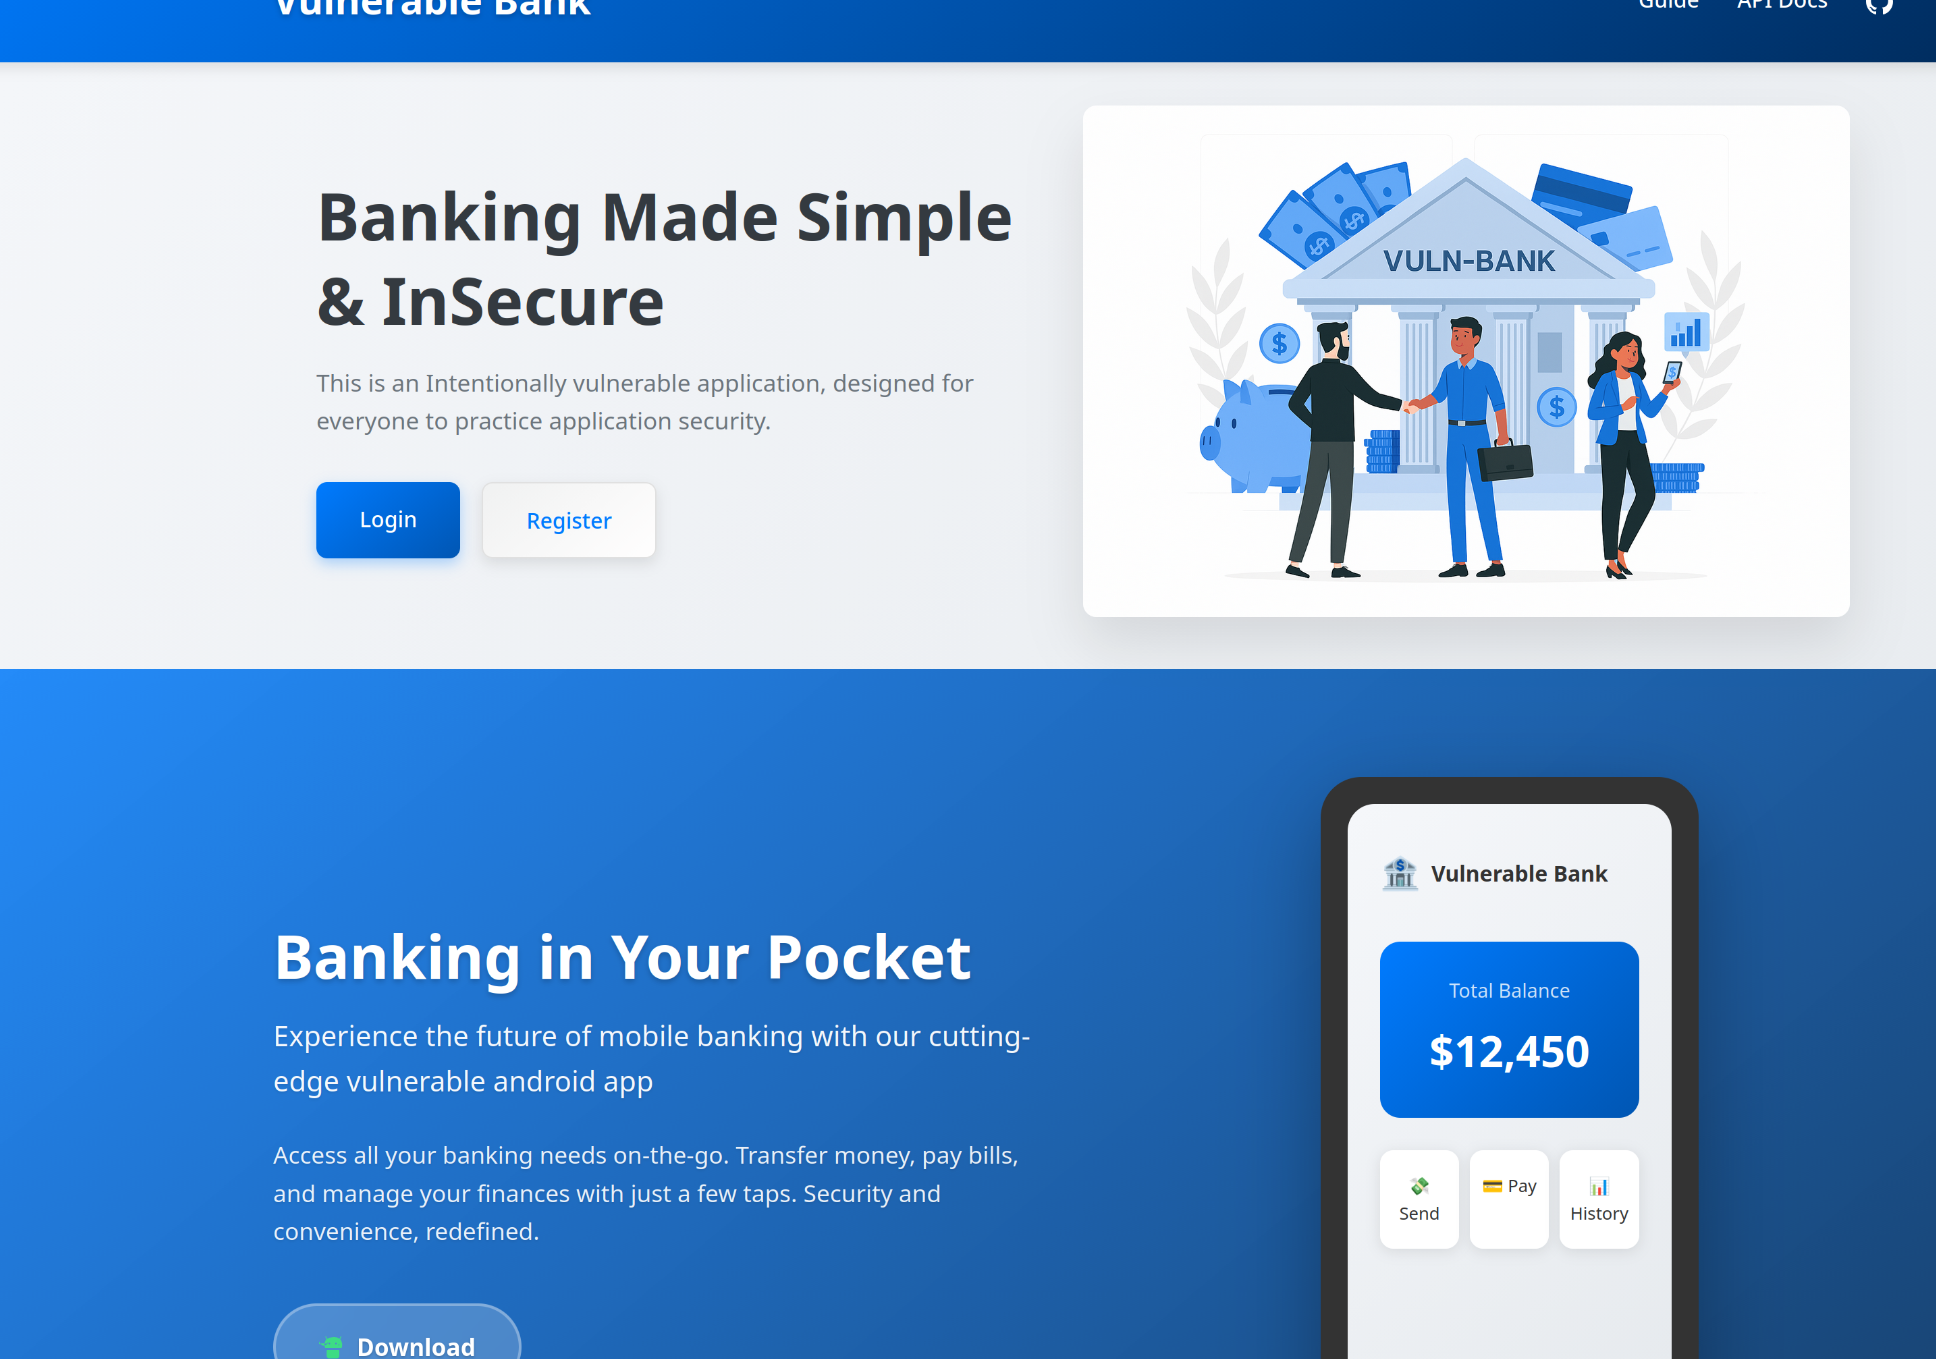 Vulnerable Bank
Guide
API Docs
Banking Made Simple
& InSecure
This is an Intentionally vulnerable application, designed for
everyone to practice application security.
Login
Register
VULN-BANK
$
$
$
$
$
Banking in Your Pocket
Experience the future of mobile banking with our cutting-
edge vulnerable android app
Access all your banking needs on-the-go. Transfer money, pay bills,
and manage your finances with just a few taps. Security and
convenience, redefined.
Download
Vulnerable Bank
Total Balance
$12,450
Send
Pay
History